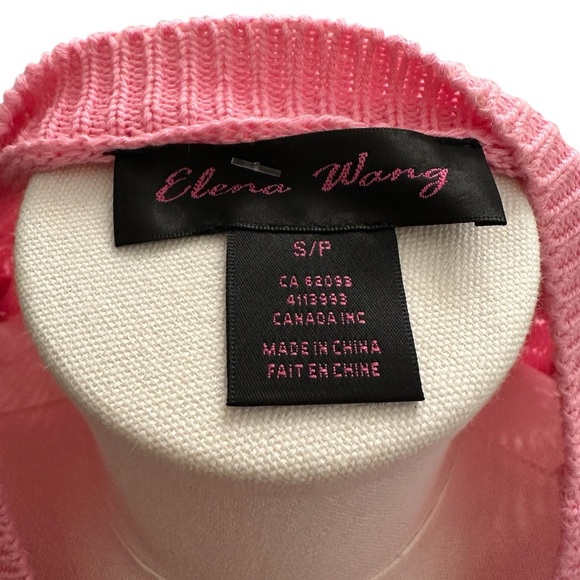 Elena Wang
S/P
CA 62093
4113993
CANADA INC
MADE IN CHINA
FAIT EN CHINE